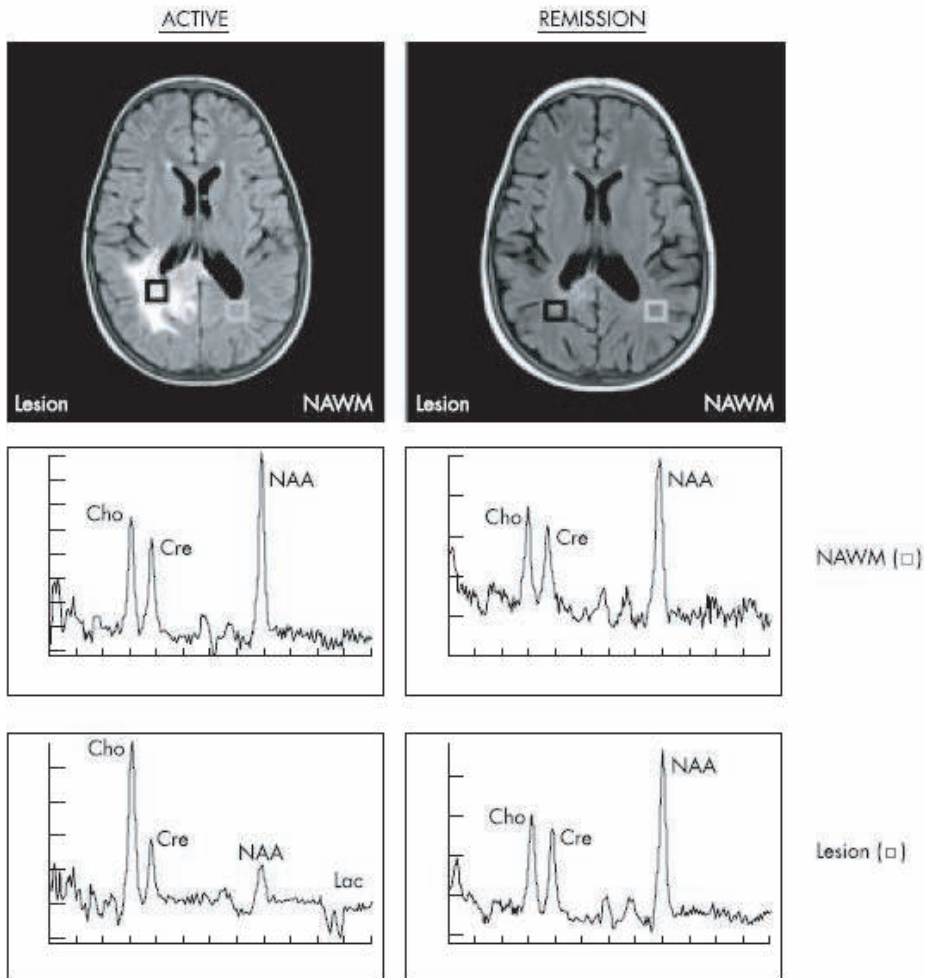 ACTIVE
REMISSION
Lesion
NAWM
Lesion
NAWM
Cho
Cre
NAA
Cho
Cre
NAA
NAWM (□)
Cho
Cre
NAA
Lac
Cho
Cre
NAA
Lesion (□)